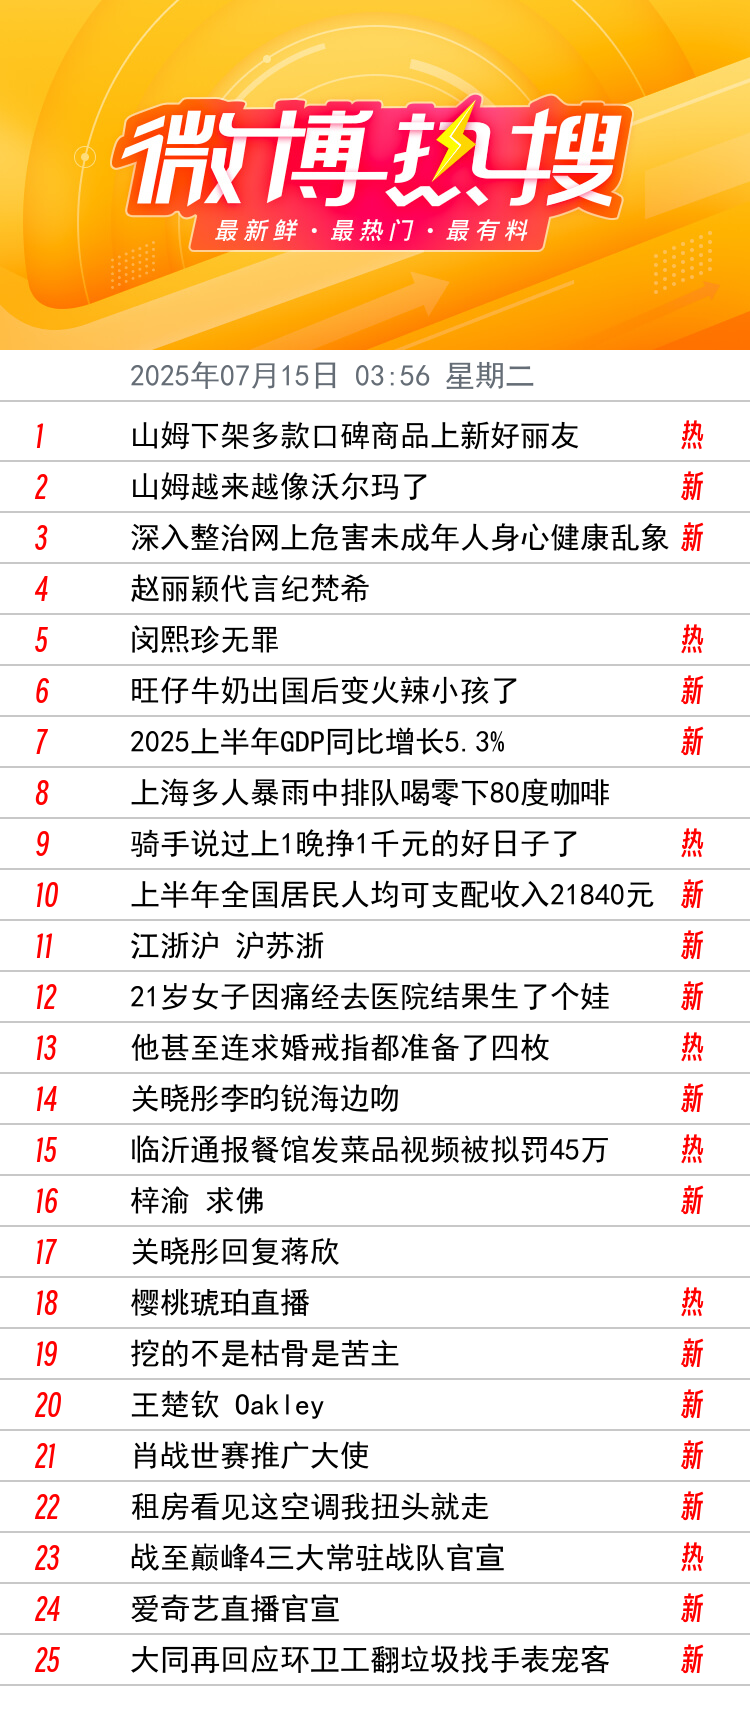 微博热搜
最新鲜·最热门·最有料
2025年07月15日 03:56 星期二
1 山姆下架多款口碑商品上新好丽友 热
2 山姆越来越像沃尔玛了 新
3 深入整治网上危害未成年人身心健康乱象 新
4 赵丽颖代言纪梵希
5 闵熙珍无罪 热
6 旺仔牛奶出国后变火辣小孩了 新
7 2025上半年GDP同比增长5.3% 新
8 上海多人暴雨中排队喝零下80度咖啡
9 骑手说过上1晚挣1千元的好日子了 热
10 上半年全国居民人均可支配收入21840元 新
11 江浙沪 沪苏浙 新
12 21岁女子因痛经去医院结果生了个娃 新
13 他甚至连求婚戒指都准备了四枚 热
14 关晓彤李昀锐海边吻 新
15 临沂通报餐馆发菜品视频被拟罚45万 热
16 梓渝 求佛 新
17 关晓彤回复蒋欣
18 樱桃琥珀直播 热
19 挖的不是枯骨是苦主 新
20 王楚钦 Oakley 新
21 肖战世赛推广大使 新
22 租房看见这空调我扭头就走 新
23 战至巅峰4三大常驻战队官宣 热
24 爱奇艺直播官宣 新
25 大同再回应环卫工翻垃圾找手表宠客 新